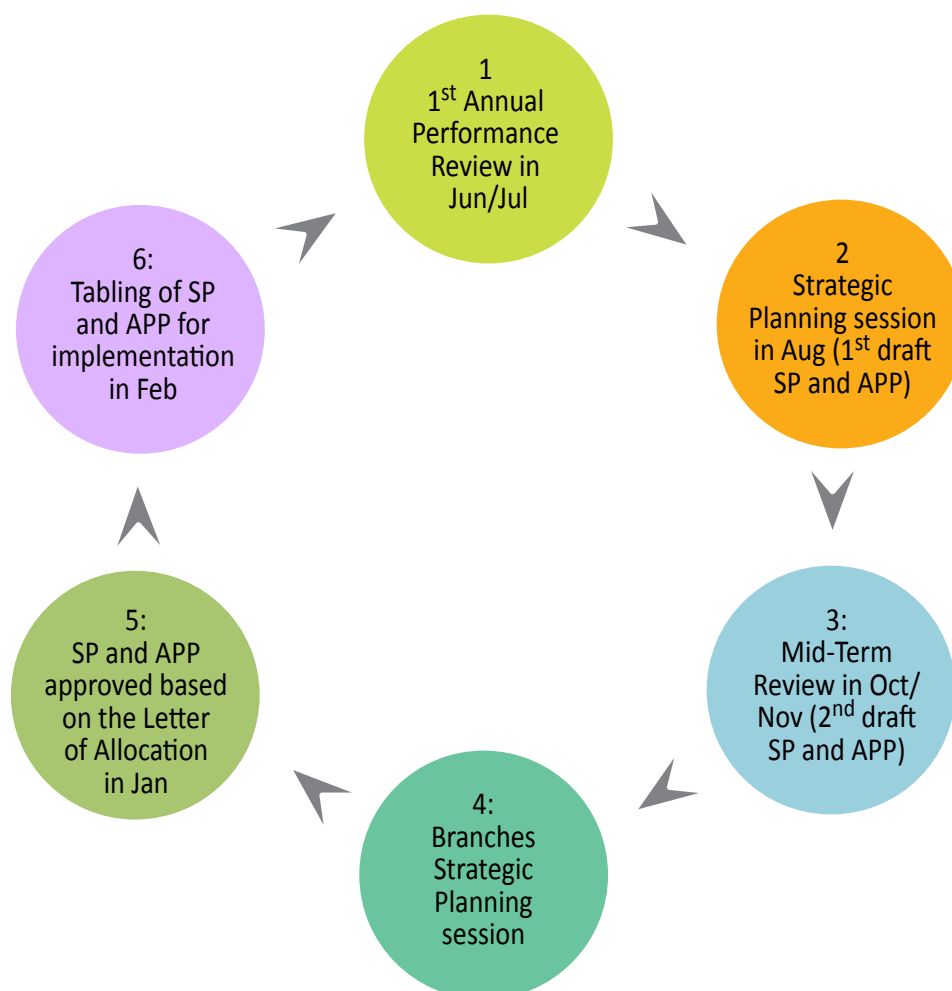 1
1st Annual
Performance
Review in
Jun/Jul
2
Strategic
Planning session
in Aug (1st draft
SP and APP)
3:
Mid-Term
Review in Oct/
Nov (2nd draft
SP and APP)
4:
Branches
Strategic
Planning
session
5:
SP and APP
approved based
on the Letter
of Allocation
in Jan
6:
Tabling of SP
and APP for
implementation
in Feb